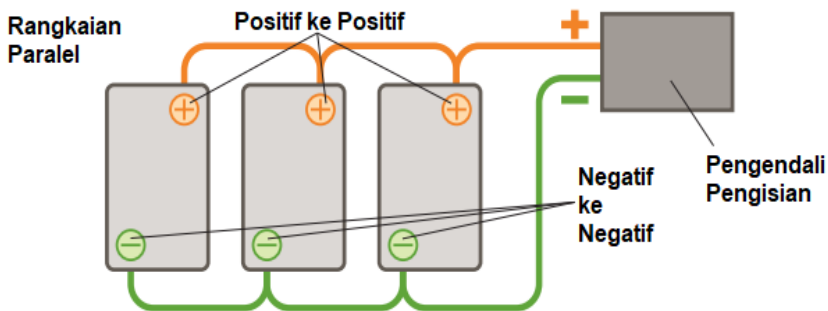 Rangkaian
Paralel
Positif ke Positif
+
−
+
+
+
−
−
−
Negatif
ke
Negatif
Pengendali
Pengisian